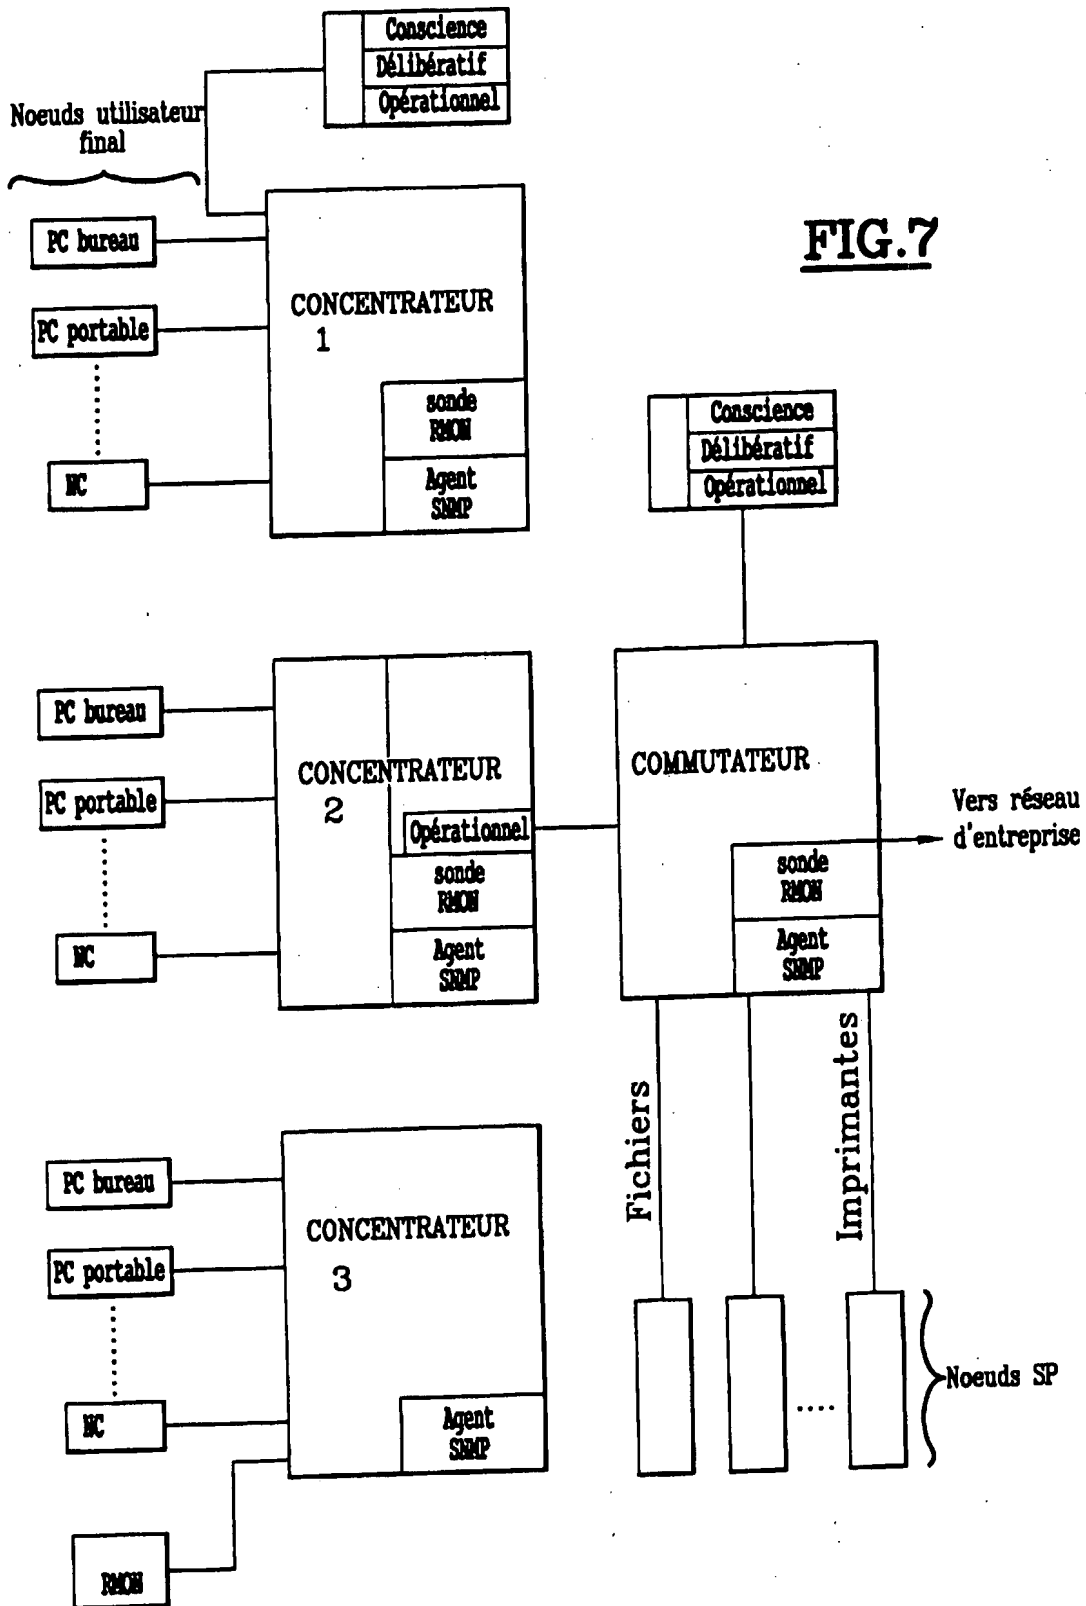 Conscience
Délibératif
Opérationnel
Noeuds utilisateur
final
FIG.7
PC bureau
PC portable
NC
CONCENTRATEUR
1
sonde
RMON
Agent
SNMP
Conscience
Délibératif
Opérationnel
PC bureau
PC portable
NC
CONCENTRATEUR
2
Opérationnel
sonde
RMON
Agent
SNMP
COMMUTATEUR
sonde
RMON
Agent
SNMP
Vers réseau
d'entreprise
Fichiers
Imprimantes
Noeuds SP
PC bureau
PC portable
NC
CONCENTRATEUR
3
Agent
SNMP
RMON